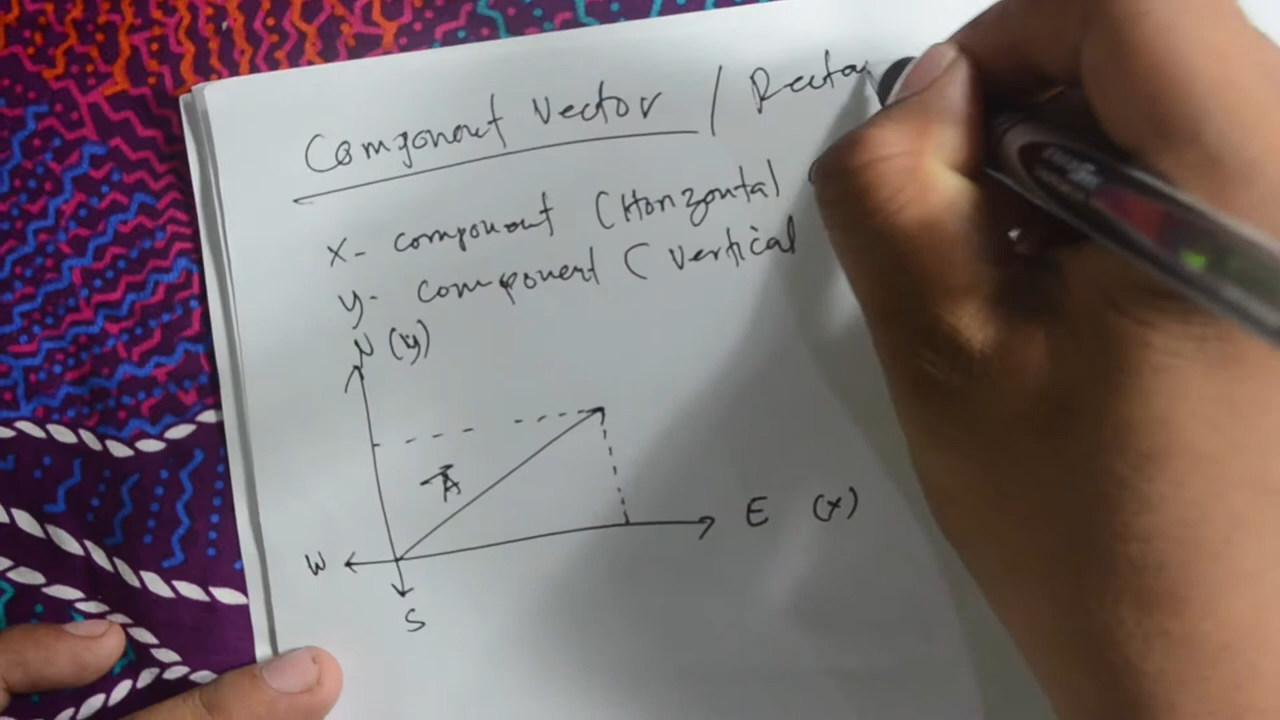 Component Vector / Recta
x- component (Horizontal
y- component ( vertical
N (y)
A
E (x)
W
S